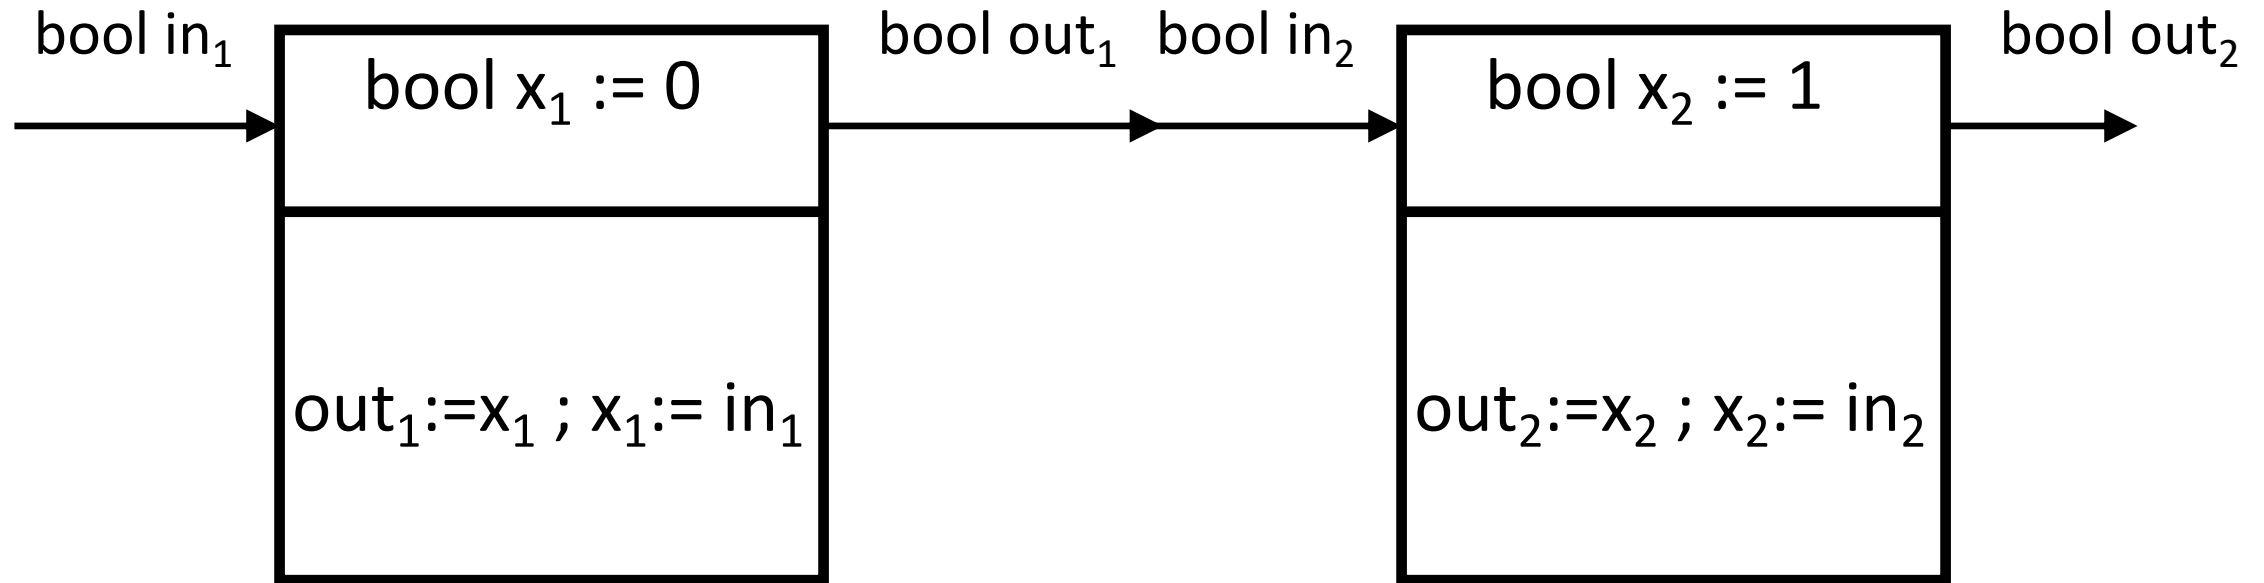 bool in₁
bool x₁ := 0
bool out₁
bool in₂
bool x₂ := 1
bool out₂
out₁:=x₁ ; x₁:= in₁
out₂:=x₂ ; x₂:= in₂